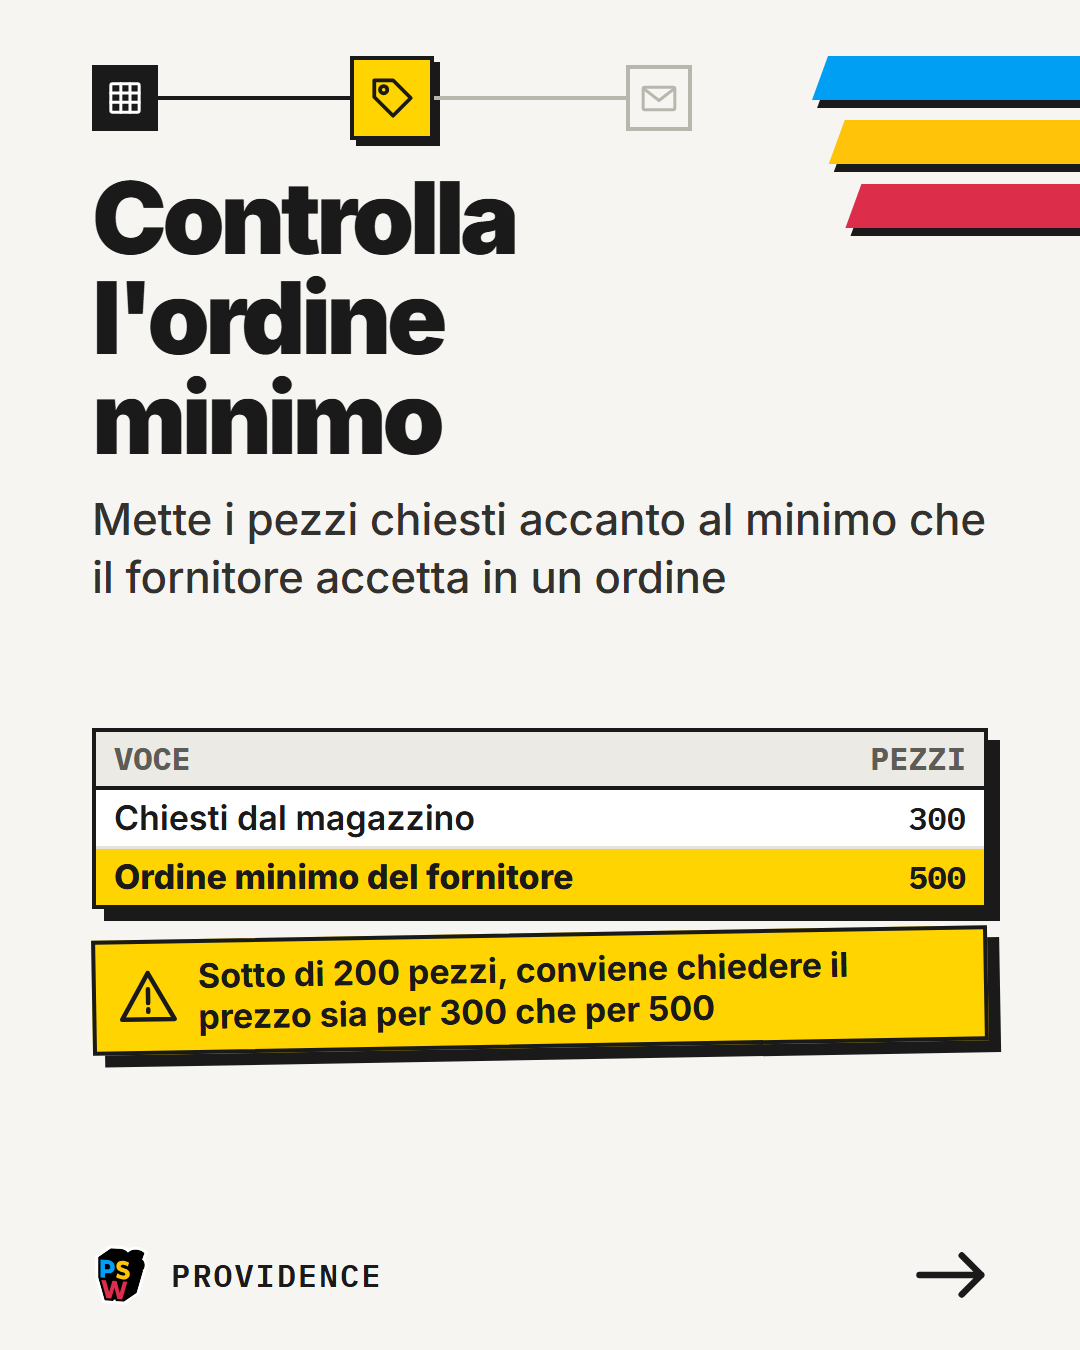 Controlla
l'ordine
minimo
Mette i pezzi chiesti accanto al minimo che
il fornitore accetta in un ordine
VOCE PEZZI
Chiesti dal magazzino 300
Ordine minimo del fornitore 500
Sotto di 200 pezzi, conviene chiedere il
prezzo sia per 300 che per 500
PSW PROVIDENCE